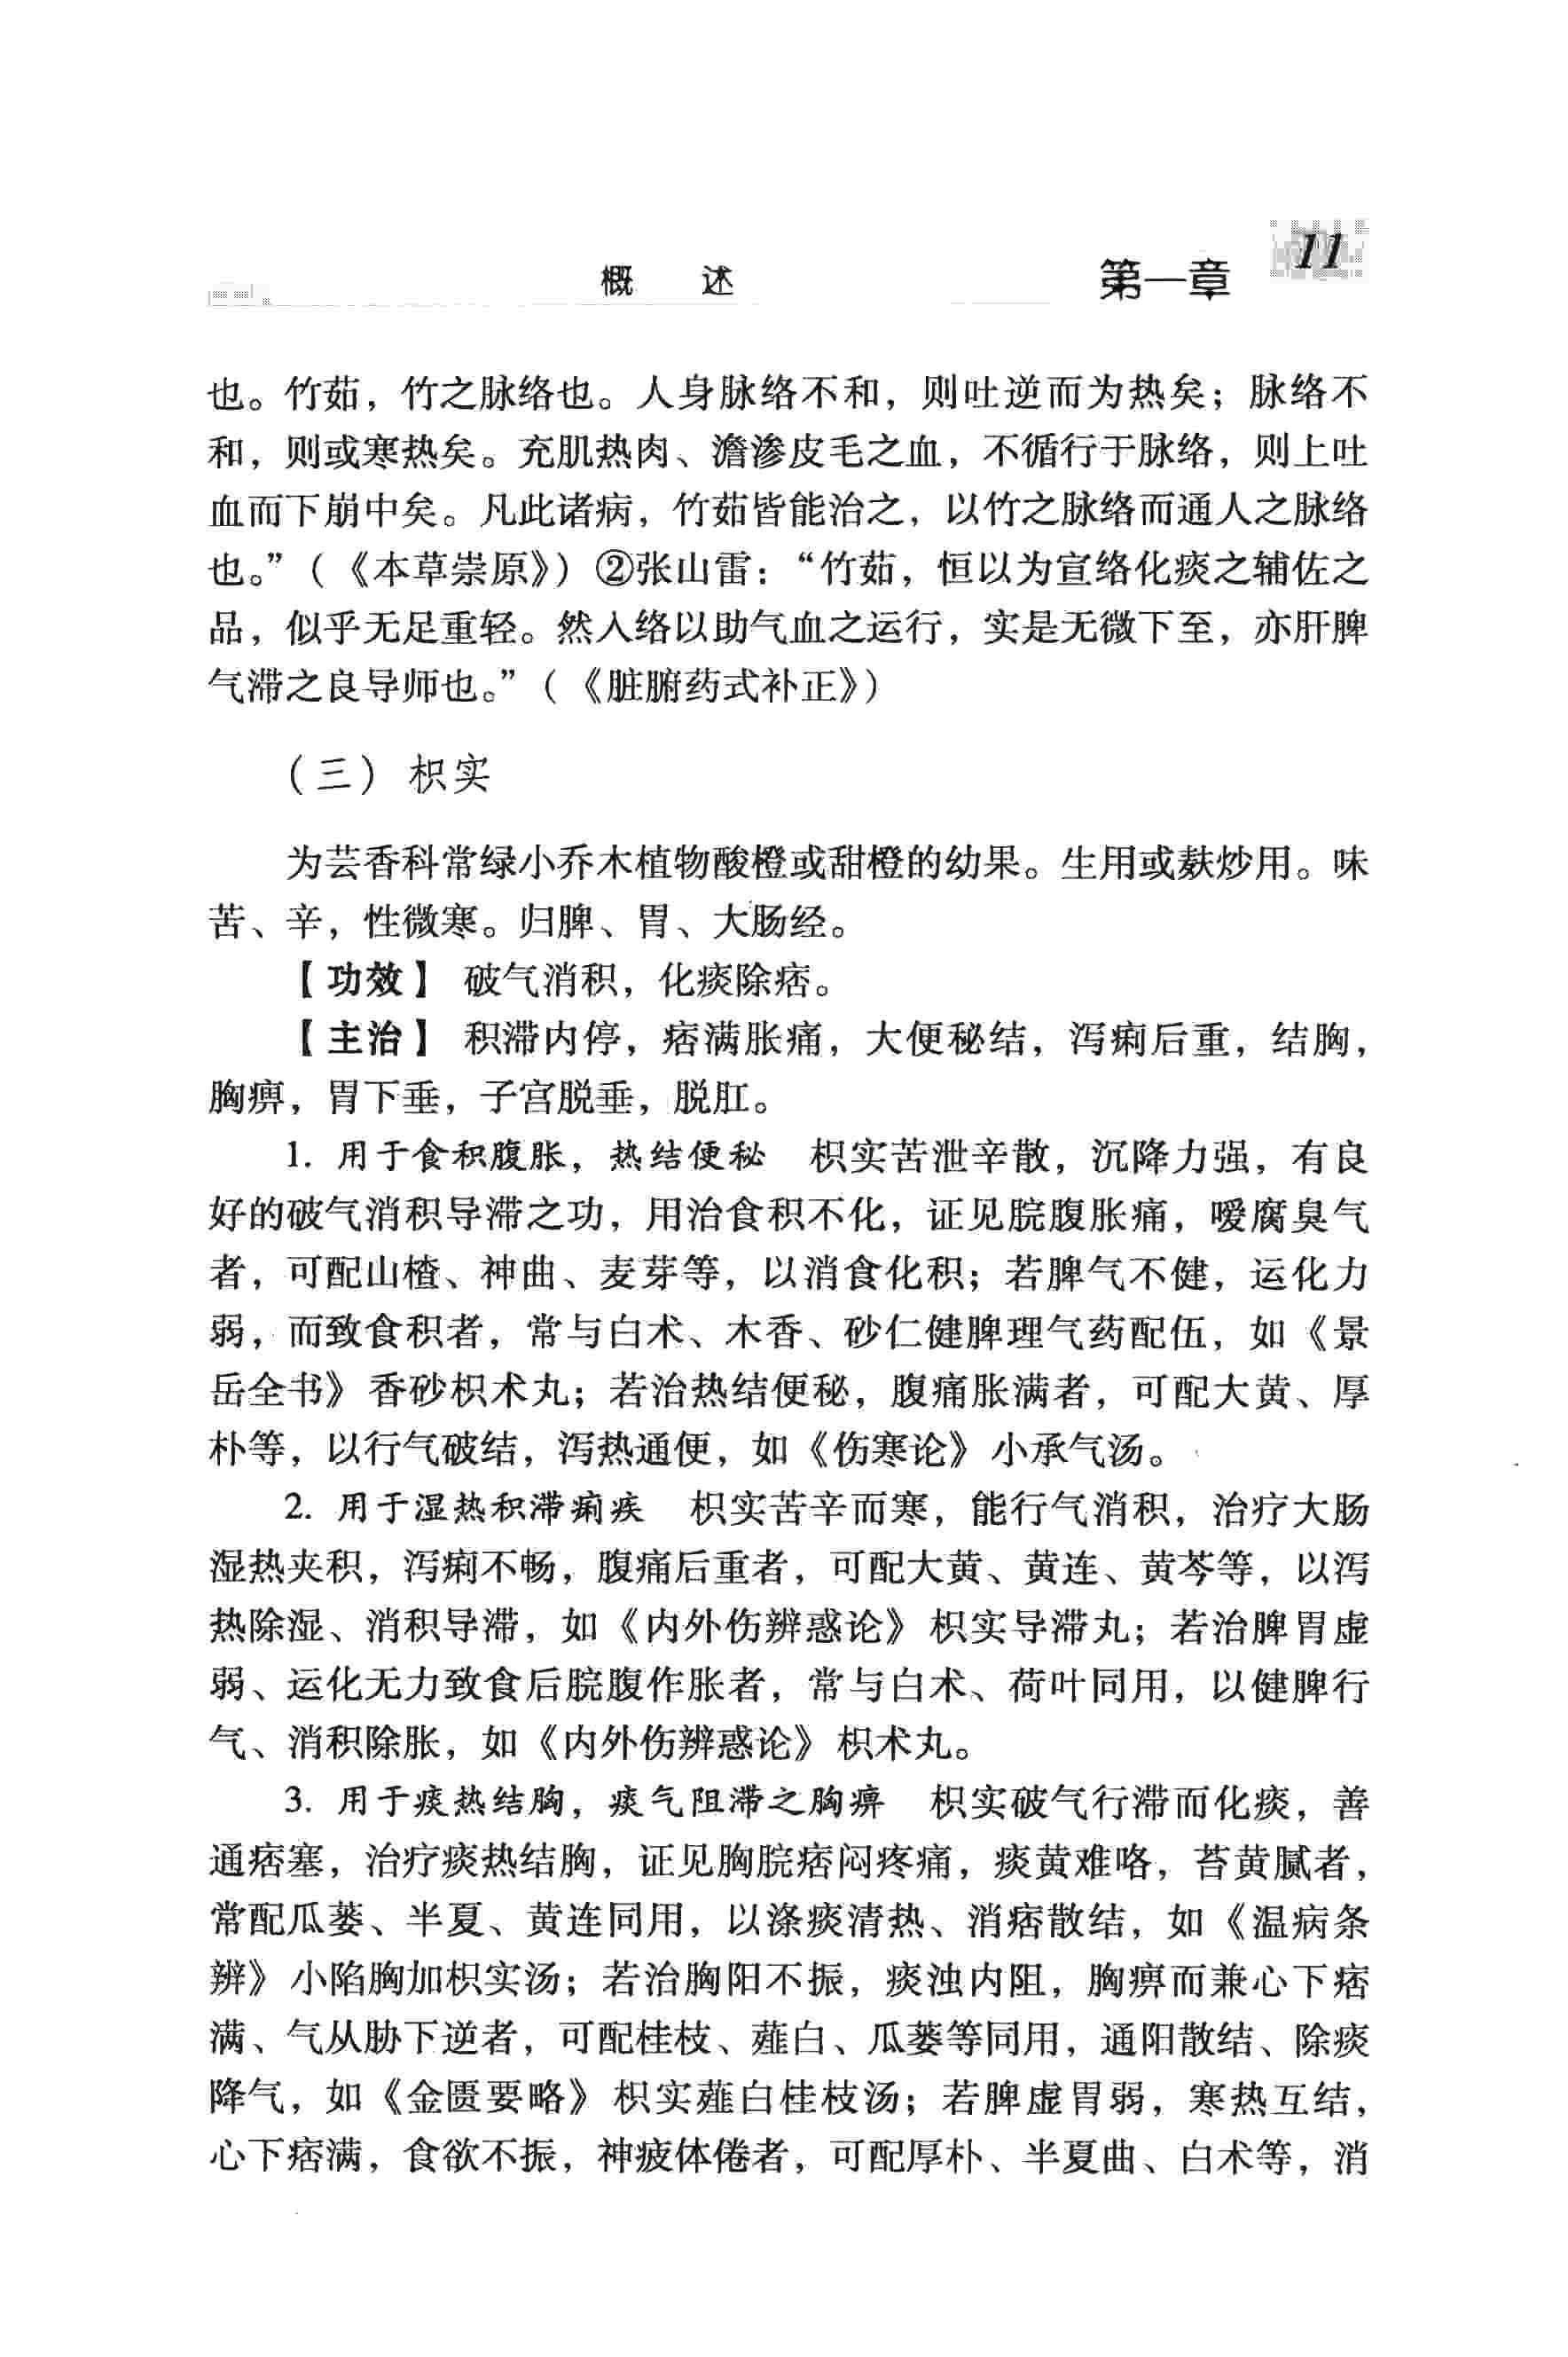 概 述 第一章 11
也。竹茹，竹之脉络也。人身脉络不和，则吐逆而为热矣；脉络不
和，则或寒热矣。充肌热肉、澹渗皮毛之血，不循行于脉络，则上吐
血而下崩中矣。凡此诸病，竹茹皆能治之，以竹之脉络而通人之脉络
也。”（《本草崇原》）②张山雷：“竹茹，恒以为宣络化痰之辅佐之
品，似乎无足重轻。然入络以助气血之运行，实是无微下至，亦肝脾
气滞之良导师也。”（《脏腑药式补正》）
（三）枳实
为芸香科常绿小乔木植物酸橙或甜橙的幼果。生用或麸炒用。味
苦、辛，性微寒。归脾、胃、大肠经。
【功效】 破气消积，化痰除痞。
【主治】 积滞内停，痞满胀痛，大便秘结，泻痢后重，结胸，
胸痹，胃下垂，子宫脱垂，脱肛。
1. 用于食积腹胀，热结便秘 枳实苦泄辛散，沉降力强，有良
好的破气消积导滞之功，用治食积不化，证见脘腹胀痛，嗳腐臭气
者，可配山楂、神曲、麦芽等，以消食化积；若脾气不健，运化力
弱，而致食积者，常与白术、木香、砂仁健脾理气药配伍，如《景
岳全书》香砂枳术丸；若治热结便秘，腹痛胀满者，可配大黄、厚
朴等，以行气破结，泻热通便，如《伤寒论》小承气汤。
2. 用于湿热积滞痢疾 枳实苦辛而寒，能行气消积，治疗大肠
湿热夹积，泻痢不畅，腹痛后重者，可配大黄、黄连、黄芩等，以泻
热除湿、消积导滞，如《内外伤辨惑论》枳实导滞丸；若治脾胃虚
弱、运化无力致食后脘腹作胀者，常与白术、荷叶同用，以健脾行
气、消积除胀，如《内外伤辨惑论》枳术丸。
3. 用于痰热结胸，痰气阻滞之胸痹 枳实破气行滞而化痰，善
通痞塞，治疗痰热结胸，证见胸脘痞闷疼痛，痰黄难咯，苔黄腻者，
常配瓜蒌、半夏、黄连同用，以涤痰清热、消痞散结，如《温病条
辨》小陷胸加枳实汤；若治胸阳不振，痰浊内阻，胸痹而兼心下痞
满、气从胁下逆者，可配桂枝、薤白、瓜蒌等同用，通阳散结、除痰
降气，如《金匮要略》枳实薤白桂枝汤；若脾虚胃弱，寒热互结，
心下痞满，食欲不振，神疲体倦者，可配厚朴、半夏曲、白术等，消